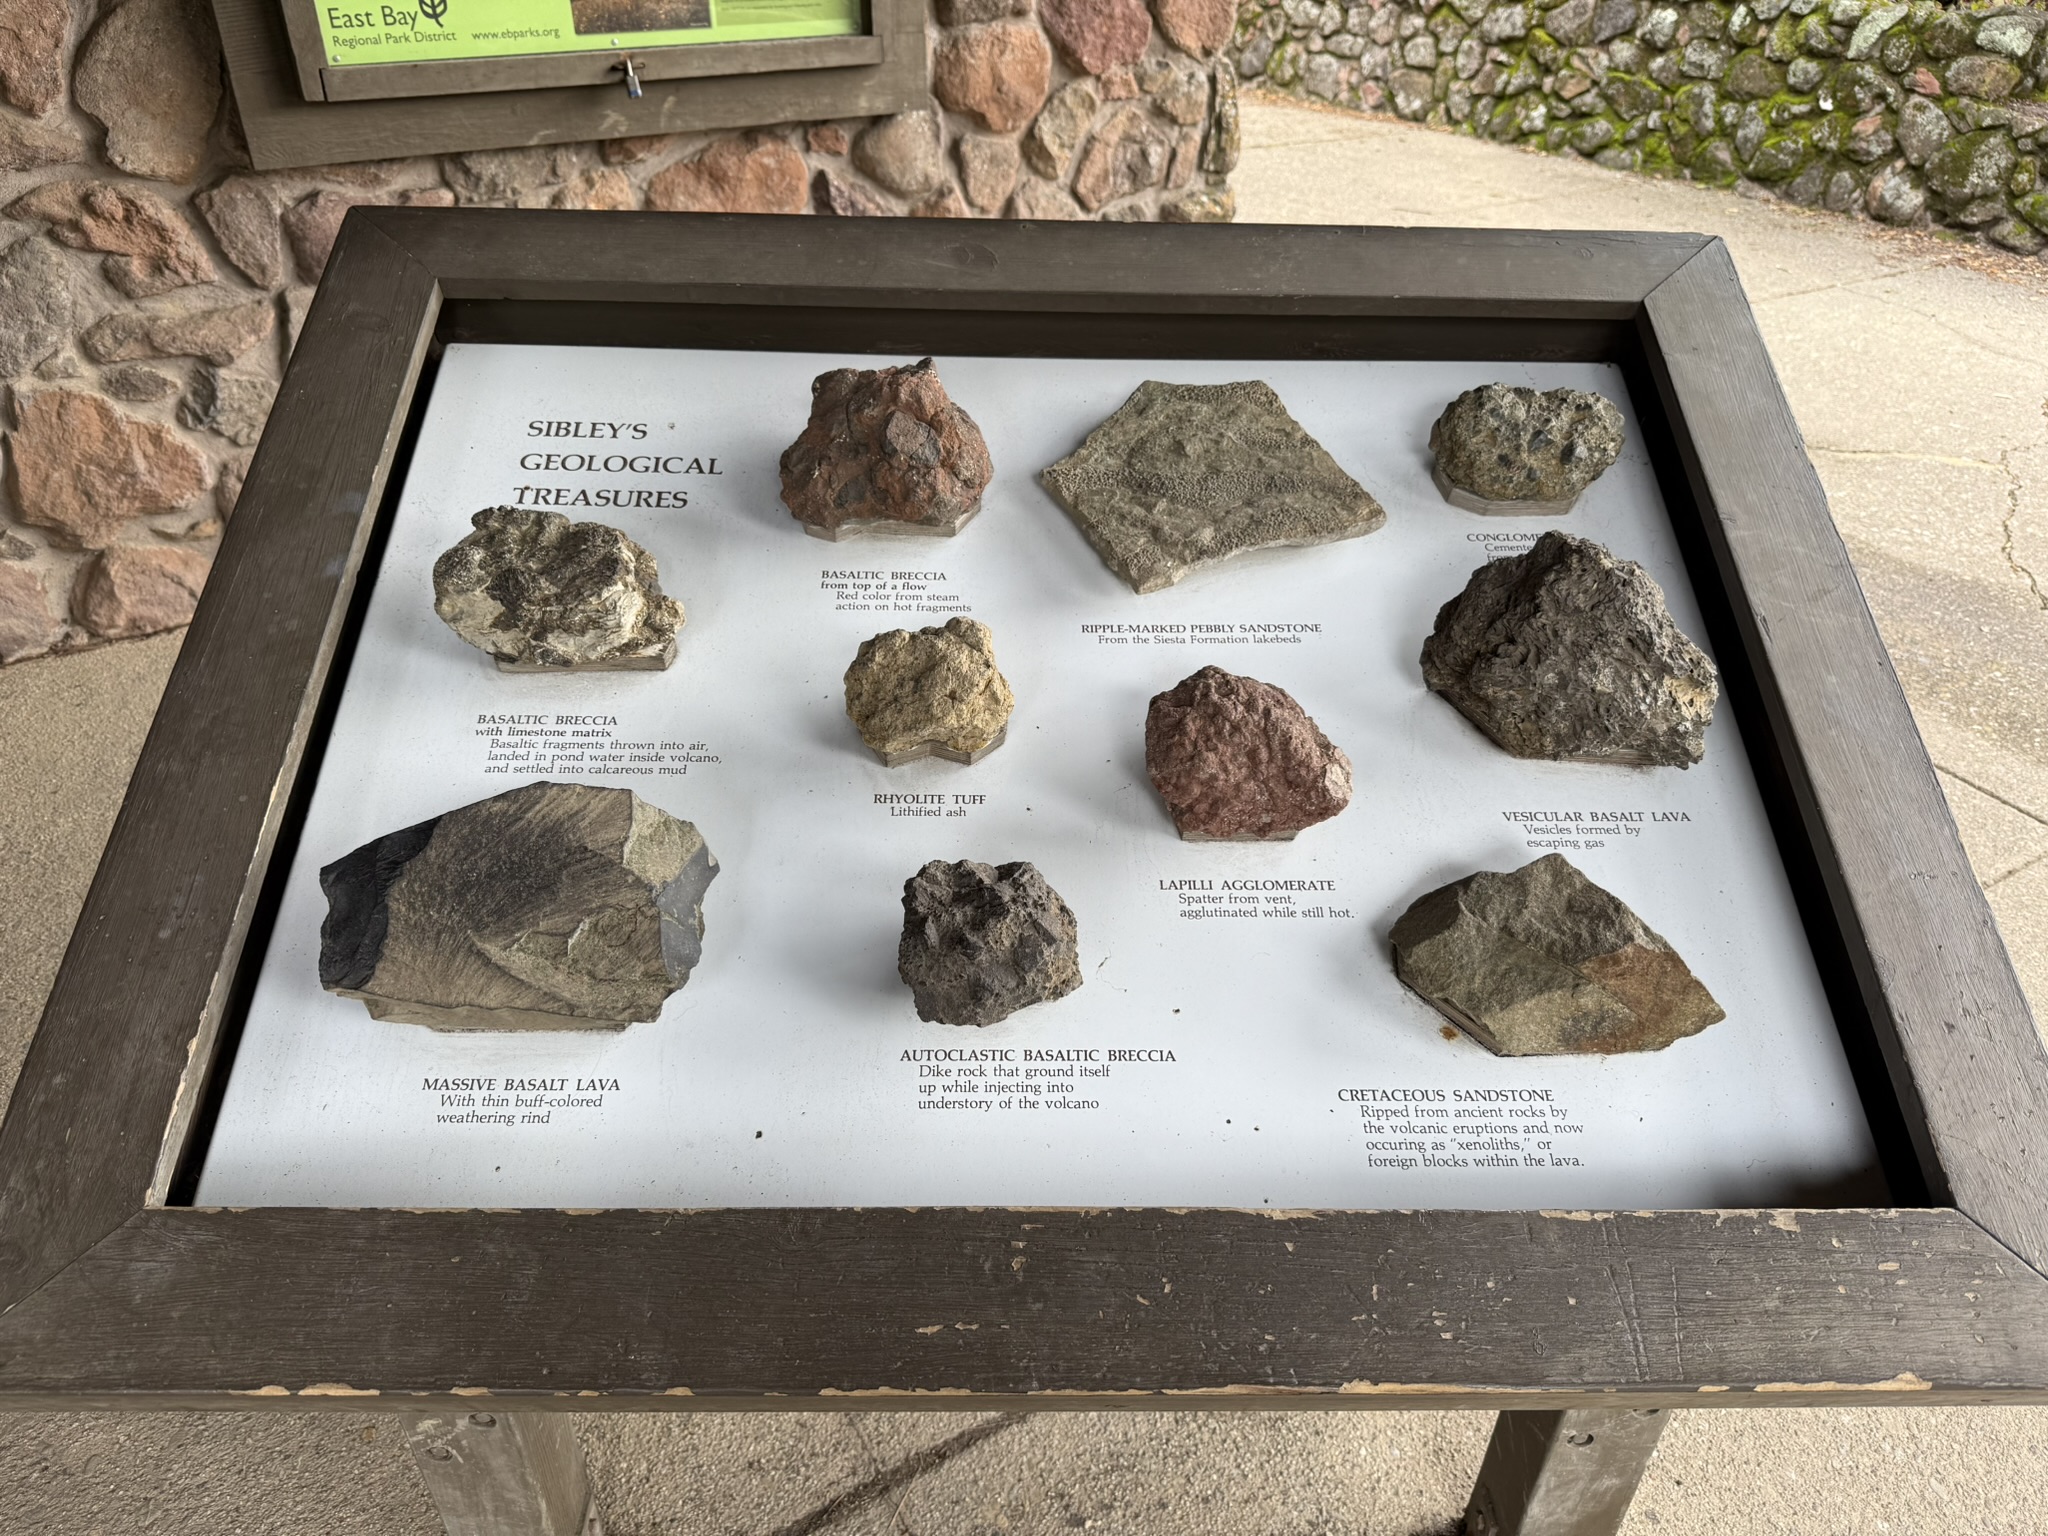 East Bay
Regional Park District www.ebparks.org
SIBLEY'S
GEOLOGICAL
TREASURES
BASALTIC BRECCIA
from top of a flow
Red color from steam
action on hot fragments
RIPPLE-MARKED PEBBLY SANDSTONE
From the Siesta Formation lakebeds
BASALTIC BRECCIA
with limestone matrix
Basaltic fragments thrown into air,
landed in pond water inside volcano,
and settled into calcareous mud
RHYOLITE TUFF
Lithified ash
LAPILLI AGGLOMERATE
Spatter from vent,
agglutinated while still hot.
VESICULAR BASALT LAVA
Vesicles formed by
escaping gas
MASSIVE BASALT LAVA
With thin buff-colored
weathering rind
AUTOCLASTIC BASALTIC BRECCIA
Dike rock that ground itself
up while injecting into
understory of the volcano
CRETACEOUS SANDSTONE
Ripped from ancient rocks by
the volcanic eruptions and now
occuring as "xenoliths," or
foreign blocks within the lava.